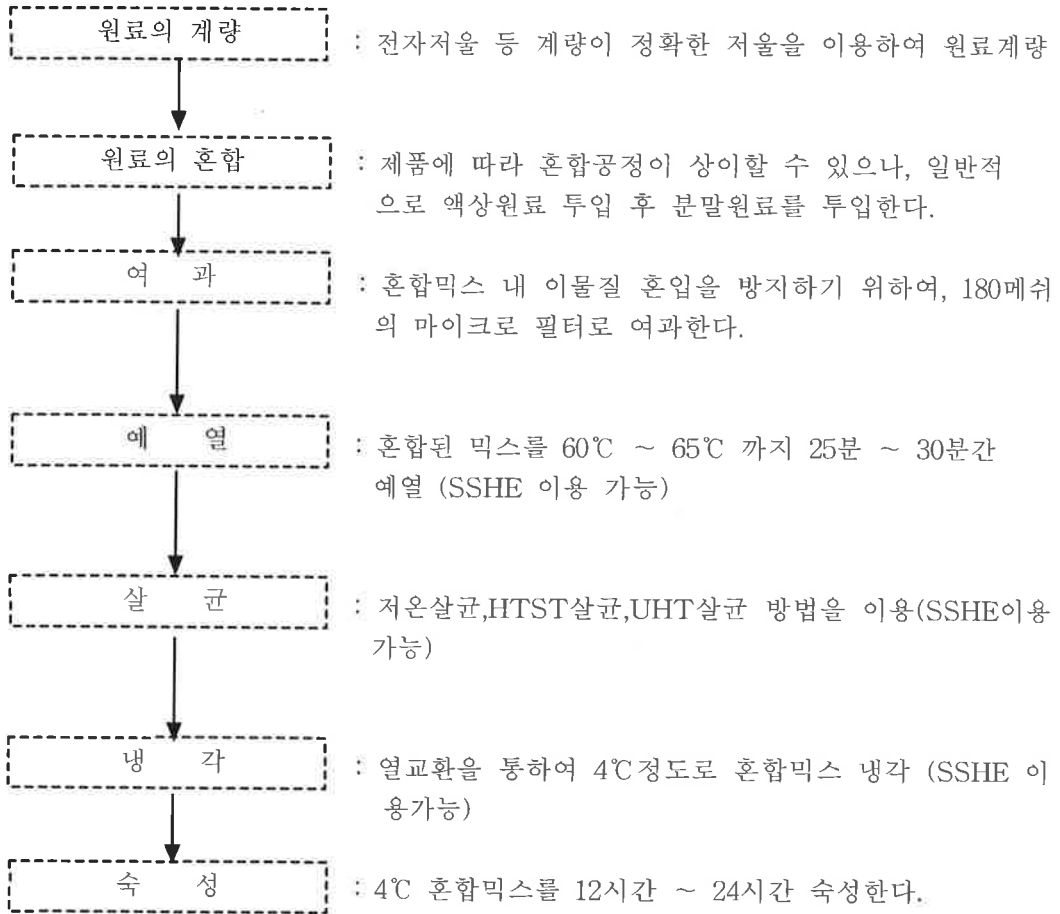 원료의 계량
: 전자저울 등 계량이 정확한 저울을 이용하여 원료계량
원료의 혼합
: 제품에 따라 혼합공정이 상이할 수 있으나, 일반적
으로 액상원료 투입 후 분말원료를 투입한다.
여 과
: 혼합믹스 내 이물질 혼입을 방지하기 위하여, 180메쉬
의 마이크로 필터로 여과한다.
예 열
: 혼합된 믹스를 60℃ ~ 65℃ 까지 25분 ~ 30분간
예열 (SSHE 이용 가능)
살 균
: 저온살균,HTST살균,UHT살균 방법을 이용(SSHE이용
가능)
냉 각
: 열교환을 통하여 4℃정도로 혼합믹스 냉각 (SSHE 이
용가능)
숙 성
: 4℃ 혼합믹스를 12시간 ~ 24시간 숙성한다.